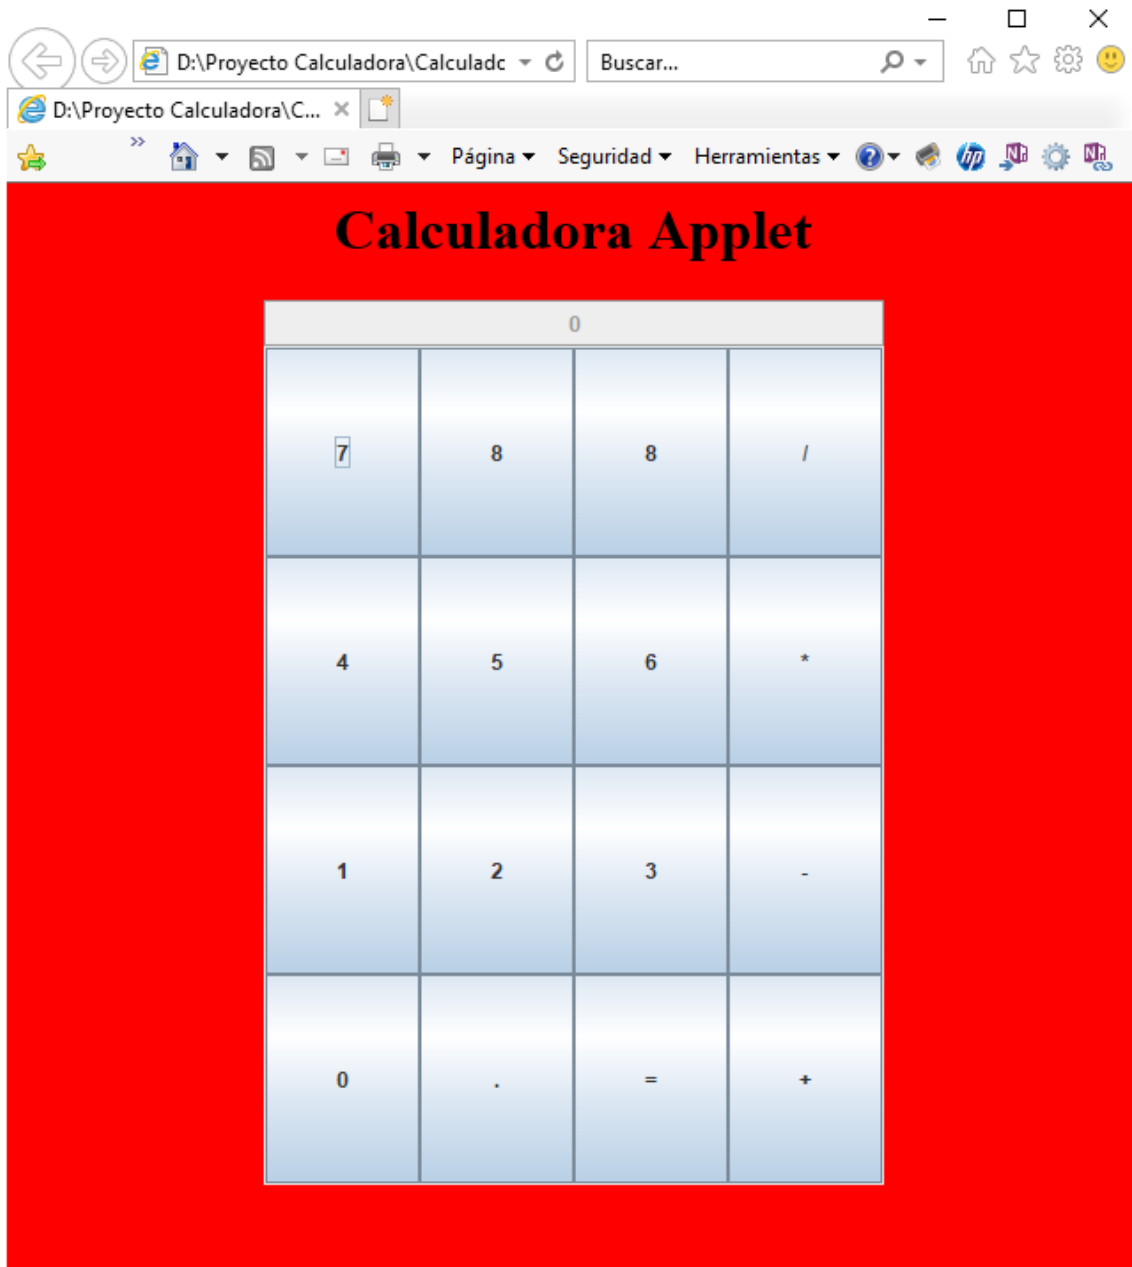 D:\Proyecto Calculadora\Calculadc
Buscar...
D:\Proyecto Calculadora\C...
Página Seguridad Herramientas
Calculadora Applet
0
7 8 8 /
4 5 6 *
1 2 3 -
0 . = +